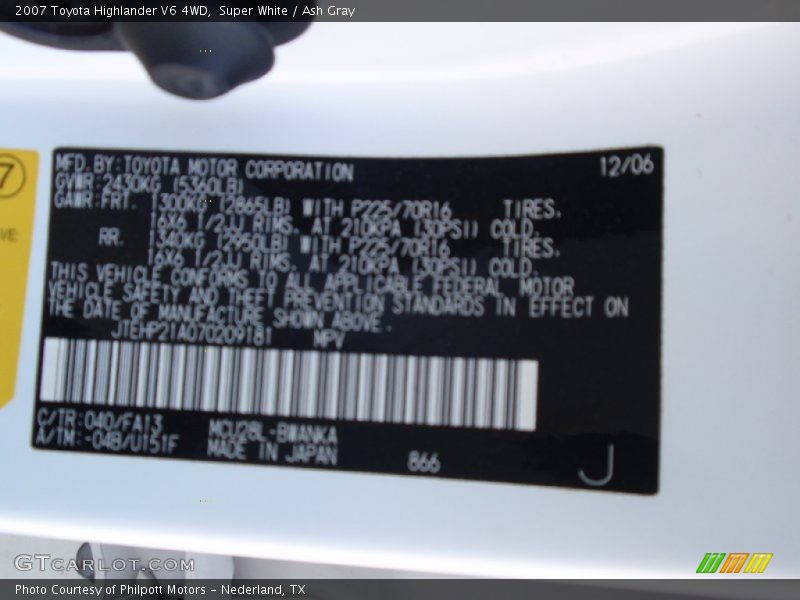 2007 Toyota Highlander V6 4WD,  Super White / Ash Gray
7
VE:
MFD. BY: TOYOTA MOTOR CORPORATION 12/06
GVWR: 2430KG (5360LB)
GAWR: FRT. 1300KG (2865LB) WITH P225/70R16 TIRES,
16X6 1/2JJ RIMS, AT 210KPA (30PSI) COLD.
RR. 1340KG (2950LB) WITH P225/70R16 TIRES,
16X6 1/2JJ RIMS, AT 210KPA (30PSI) COLD.
THIS VEHICLE CONFORMS TO ALL APPLICABLE FEDERAL MOTOR
VEHICLE SAFETY AND THEFT PREVENTION STANDARDS IN EFFECT ON
THE DATE OF MANUFACTURE SHOWN ABOVE.
JTEHP21A070209181 MPV
C/TR: 040/FA13 MCU28L-BWANKA
A/TM: -04B/U151F MADE IN JAPAN 866 J
GTCARLOT.COM
Photo Courtesy of Philpott Motors - Nederland, TX